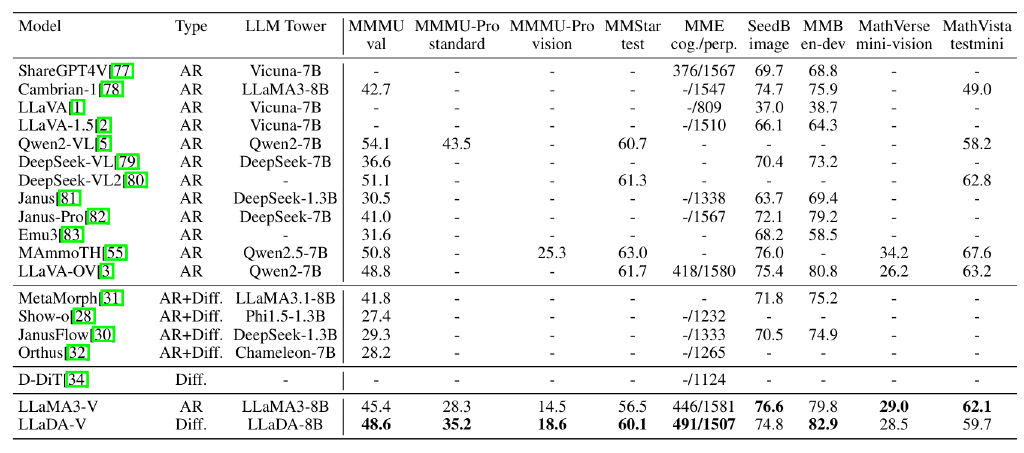 Model Type LLM Tower MMMU MMMU-Pro MMMU-Pro MMStar MME SeedB MMB MathVerse MathVista
val standard vision test cog./perp. image en-dev mini-vision testmini
ShareGPT4V[77 AR Vicuna-7B - - - - 376/1567 69.7 68.8 - -
Cambrian-1[78 AR LLaMA3-8B 42.7 - - - -/1547 74.7 75.9 - 49.0
LLaVA[1 AR Vicuna-7B - - - - -/809 37.0 38.7 - -
LLaVA-1.5[2 AR Vicuna-7B - - - - -/1510 66.1 64.3 - -
Qwen2-VL[5 AR Qwen2-7B 54.1 43.5 - 60.7 - - - - 58.2
DeepSeek-VL[79 AR DeepSeek-7B 36.6 - - - - 70.4 73.2 - -
DeepSeek-VL2[80 AR - 51.1 - - 61.3 - - - - 62.8
Janus[81 AR DeepSeek-1.3B 30.5 - - - -/1338 63.7 69.4 - -
Janus-Pro[82 AR DeepSeek-7B 41.0 - - - -/1567 72.1 79.2 - -
Emu3[83 AR - 31.6 - - - - 68.2 58.5 - -
MAmmoTH[55 AR Qwen2.5-7B 50.8 - 25.3 63.0 - 76.0 - 34.2 67.6
LLaVA-OV[3 AR Qwen2-7B 48.8 - - 61.7 418/1580 75.4 80.8 26.2 63.2
MetaMorph[31 AR+Diff. LLaMA3.1-8B 41.8 - - - - 71.8 75.2 - -
Show-o[28 AR+Diff. Phi1.5-1.3B 27.4 - - - -/1232 - - - -
JanusFlow[30 AR+Diff. DeepSeek-1.3B 29.3 - - - -/1333 70.5 74.9 - -
Orthus[32 AR+Diff. Chameleon-7B 28.2 - - - -/1265 - - - -
D-DiT[34 Diff. - - - - - -/1124 - - - -
LLaMA3-V AR LLaMA3-8B 45.4 28.3 14.5 56.5 446/1581 76.6 79.8 29.0 62.1
LLaDA-V Diff. LLaDA-8B 48.6 35.2 18.6 60.1 491/1507 74.8 82.9 28.5 59.7